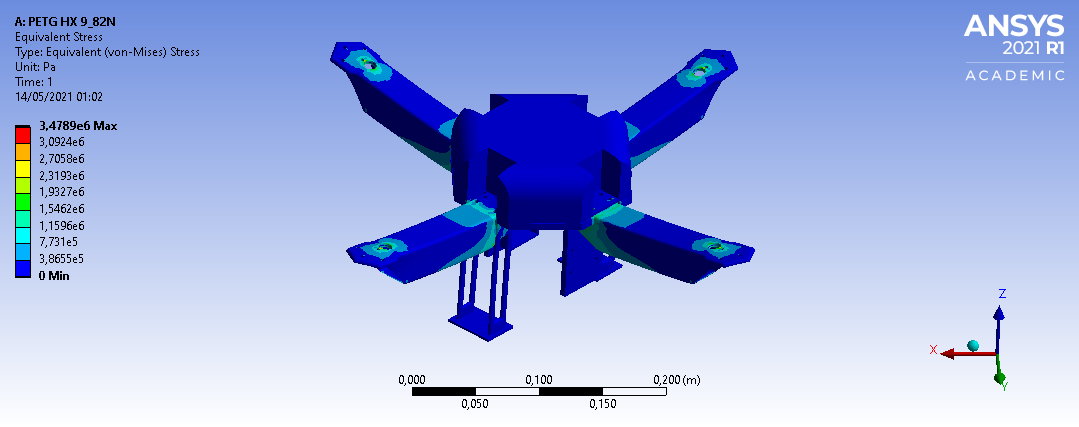 A: PETG HX 9_82N
Equivalent Stress
Type: Equivalent (von-Mises) Stress
Unit: Pa
Time: 1
14/05/2021 01:02
3,4789e6 Max
3,0924e6
2,7058e6
2,3193e6
1,9327e6
1,5462e6
1,1596e6
7,731e5
3,8655e5
0 Min
ANSYS
2021 R1
ACADEMIC
0,000 0,100 0,200 (m)
0,050 0,150
Z
X
Y